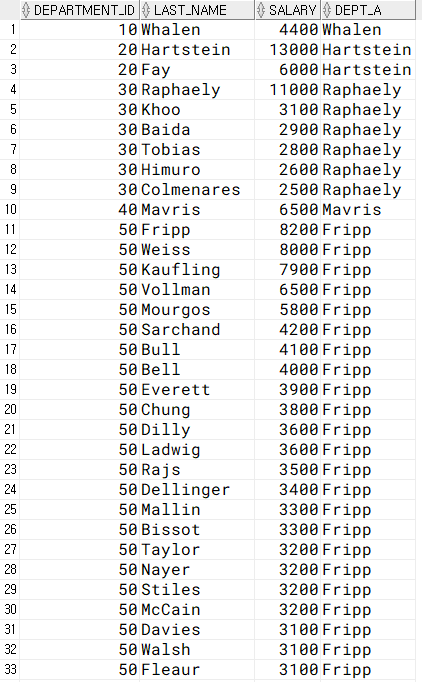 DEPARTMENT_ID LAST_NAME SALARY DEPT_A
1 10 Whalen 4400 Whalen
2 20 Hartstein 13000 Hartstein
3 20 Fay 6000 Hartstein
4 30 Raphaely 11000 Raphaely
5 30 Khoo 3100 Raphaely
6 30 Baida 2900 Raphaely
7 30 Tobias 2800 Raphaely
8 30 Himuro 2600 Raphaely
9 30 Colmenares 2500 Raphaely
10 40 Mavris 6500 Mavris
11 50 Fripp 8200 Fripp
12 50 Weiss 8000 Fripp
13 50 Kaufling 7900 Fripp
14 50 Vollman 6500 Fripp
15 50 Mourgos 5800 Fripp
16 50 Sarchand 4200 Fripp
17 50 Bull 4100 Fripp
18 50 Bell 4000 Fripp
19 50 Everett 3900 Fripp
20 50 Chung 3800 Fripp
21 50 Dilly 3600 Fripp
22 50 Ladwig 3600 Fripp
23 50 Rajs 3500 Fripp
24 50 Dellinger 3400 Fripp
25 50 Mallin 3300 Fripp
26 50 Bissot 3300 Fripp
27 50 Taylor 3200 Fripp
28 50 Nayer 3200 Fripp
29 50 Stiles 3200 Fripp
30 50 McCain 3200 Fripp
31 50 Davies 3100 Fripp
32 50 Walsh 3100 Fripp
33 50 Fleaur 3100 Fripp